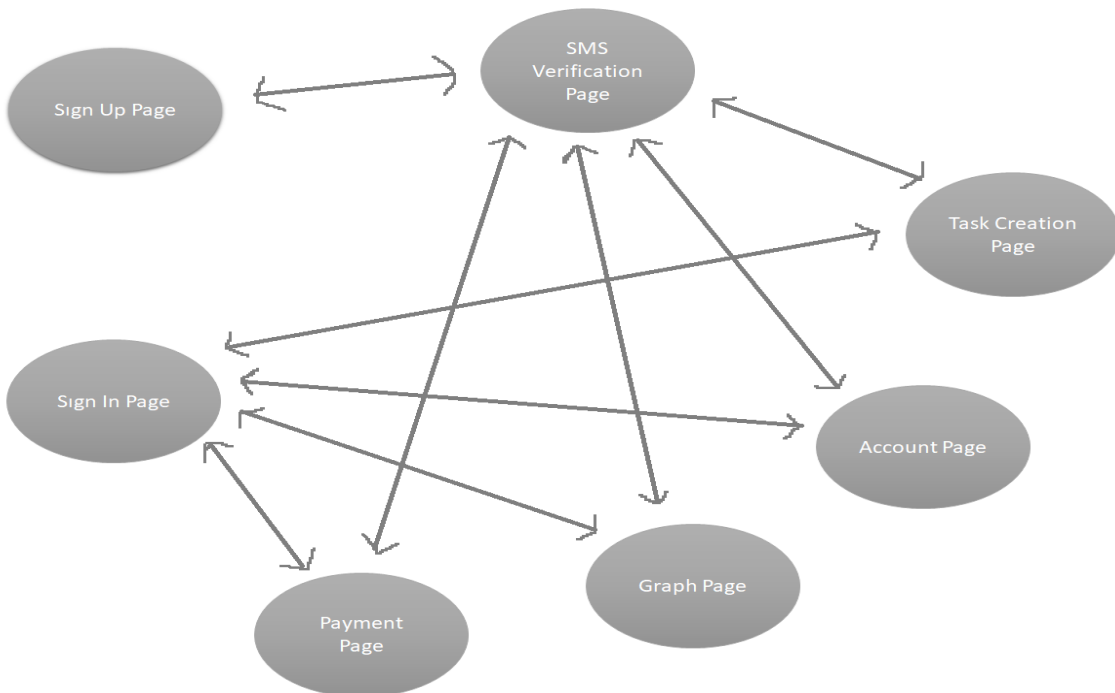 SMS
Verification
Page
Sign Up Page
Task Creation
Page
Sign In Page
Account Page
Graph Page
Payment
Page